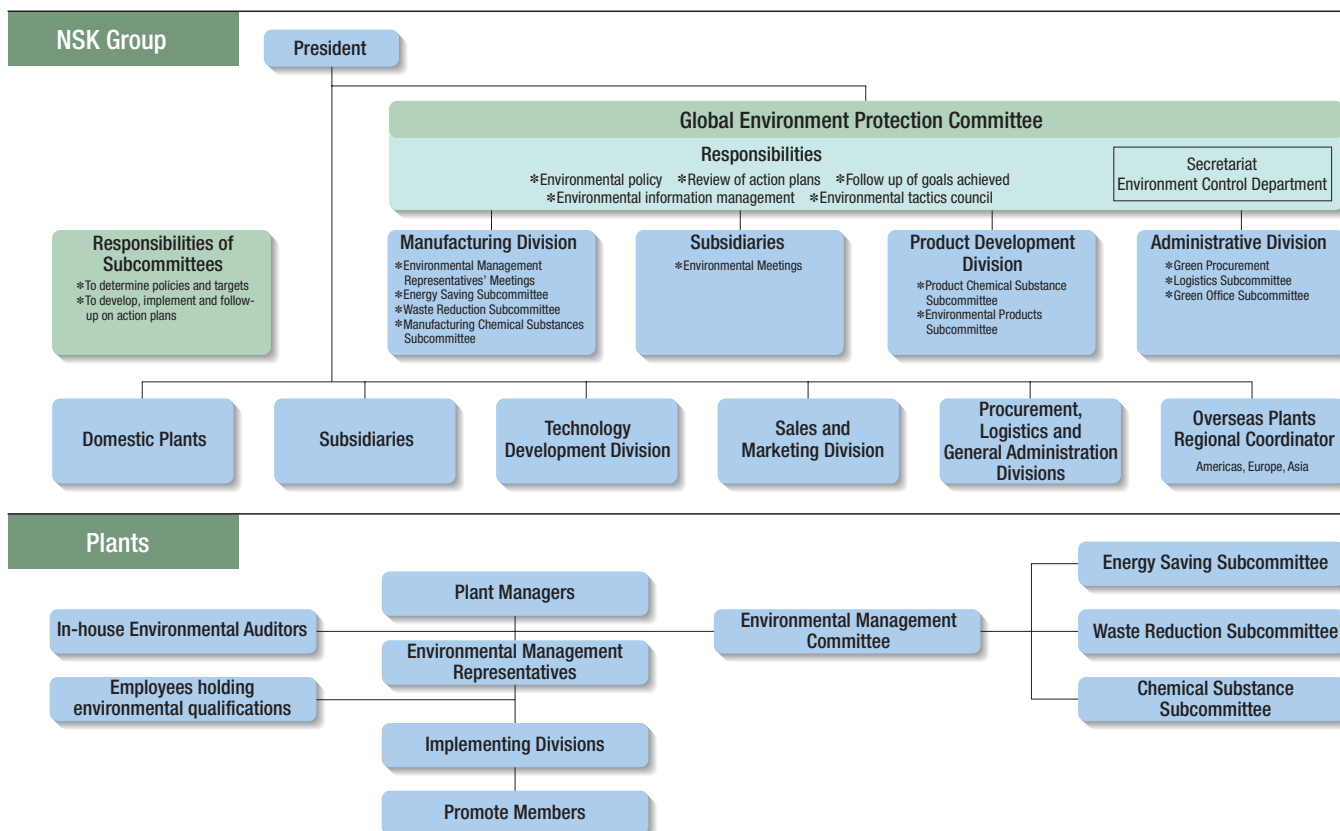 NSK Group
President
Global Environment Protection Committee
Responsibilities
*Environmental policy *Review of action plans *Follow up of goals achieved
*Environmental information management *Environmental tactics council
Secretariat
Environment Control Department
Responsibilities of
Subcommittees
*To determine policies and targets
*To develop, implement and follow-
up on action plans
Manufacturing Division
*Environmental Management
Representatives' Meetings
*Energy Saving Subcommittee
*Waste Reduction Subcommittee
*Manufacturing Chemical Substances
Subcommittee
Subsidiaries
*Environmental Meetings
Product Development
Division
*Product Chemical Substance
Subcommittee
*Environmental Products
Subcommittee
Administrative Division
*Green Procurement
*Logistics Subcommittee
*Green Office Subcommittee
Domestic Plants
Subsidiaries
Technology
Development Division
Sales and
Marketing Division
Procurement,
Logistics and
General Administration
Divisions
Overseas Plants
Regional Coordinator
Americas, Europe, Asia
Plants
Plant Managers
In-house Environmental Auditors
Environmental Management
Representatives
Employees holding
environmental qualifications
Implementing Divisions
Promote Members
Environmental Management
Committee
Energy Saving Subcommittee
Waste Reduction Subcommittee
Chemical Substance
Subcommittee